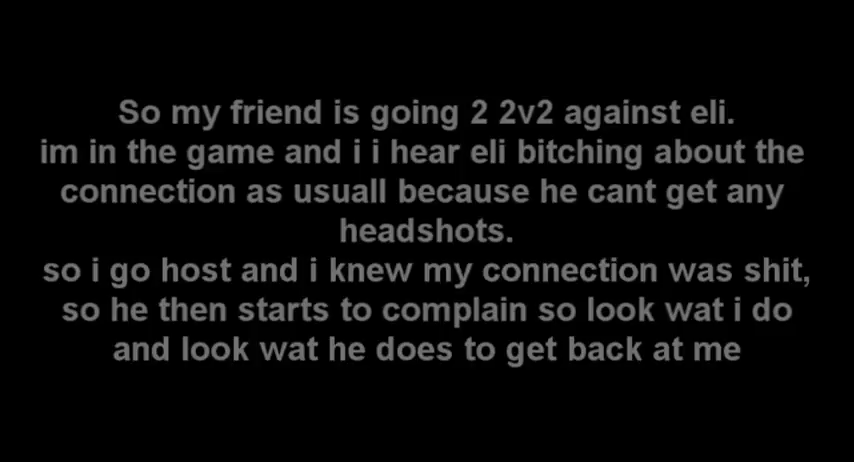 So my friend is going 2 2v2 against eli.
im in the game and i i hear eli bitching about the
connection as usuall because he cant get any
headshots.
so i go host and i knew my connection was shit,
so he then starts to complain so look wat i do
and look wat he does to get back at me